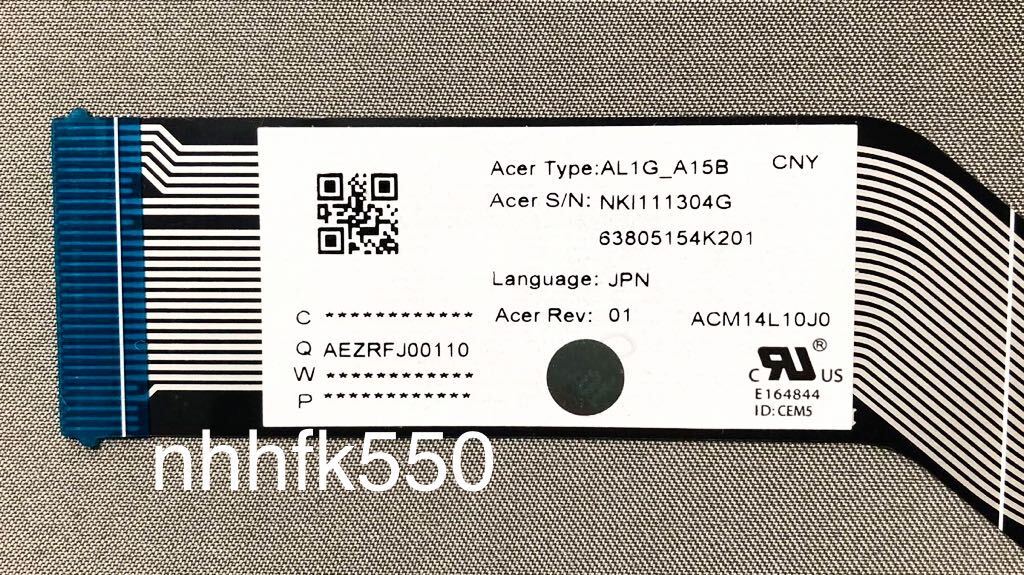 Acer Type:AL1G_A15B CNY
Acer S/N: NKI111304G
63805154K201
Language: JPN
Acer Rev: 01 ACM14L10J0
C ************
Q AEZRFJ00110
W ************
P ************
C RU ® US
E164844
ID: CEM5
nhhfk550